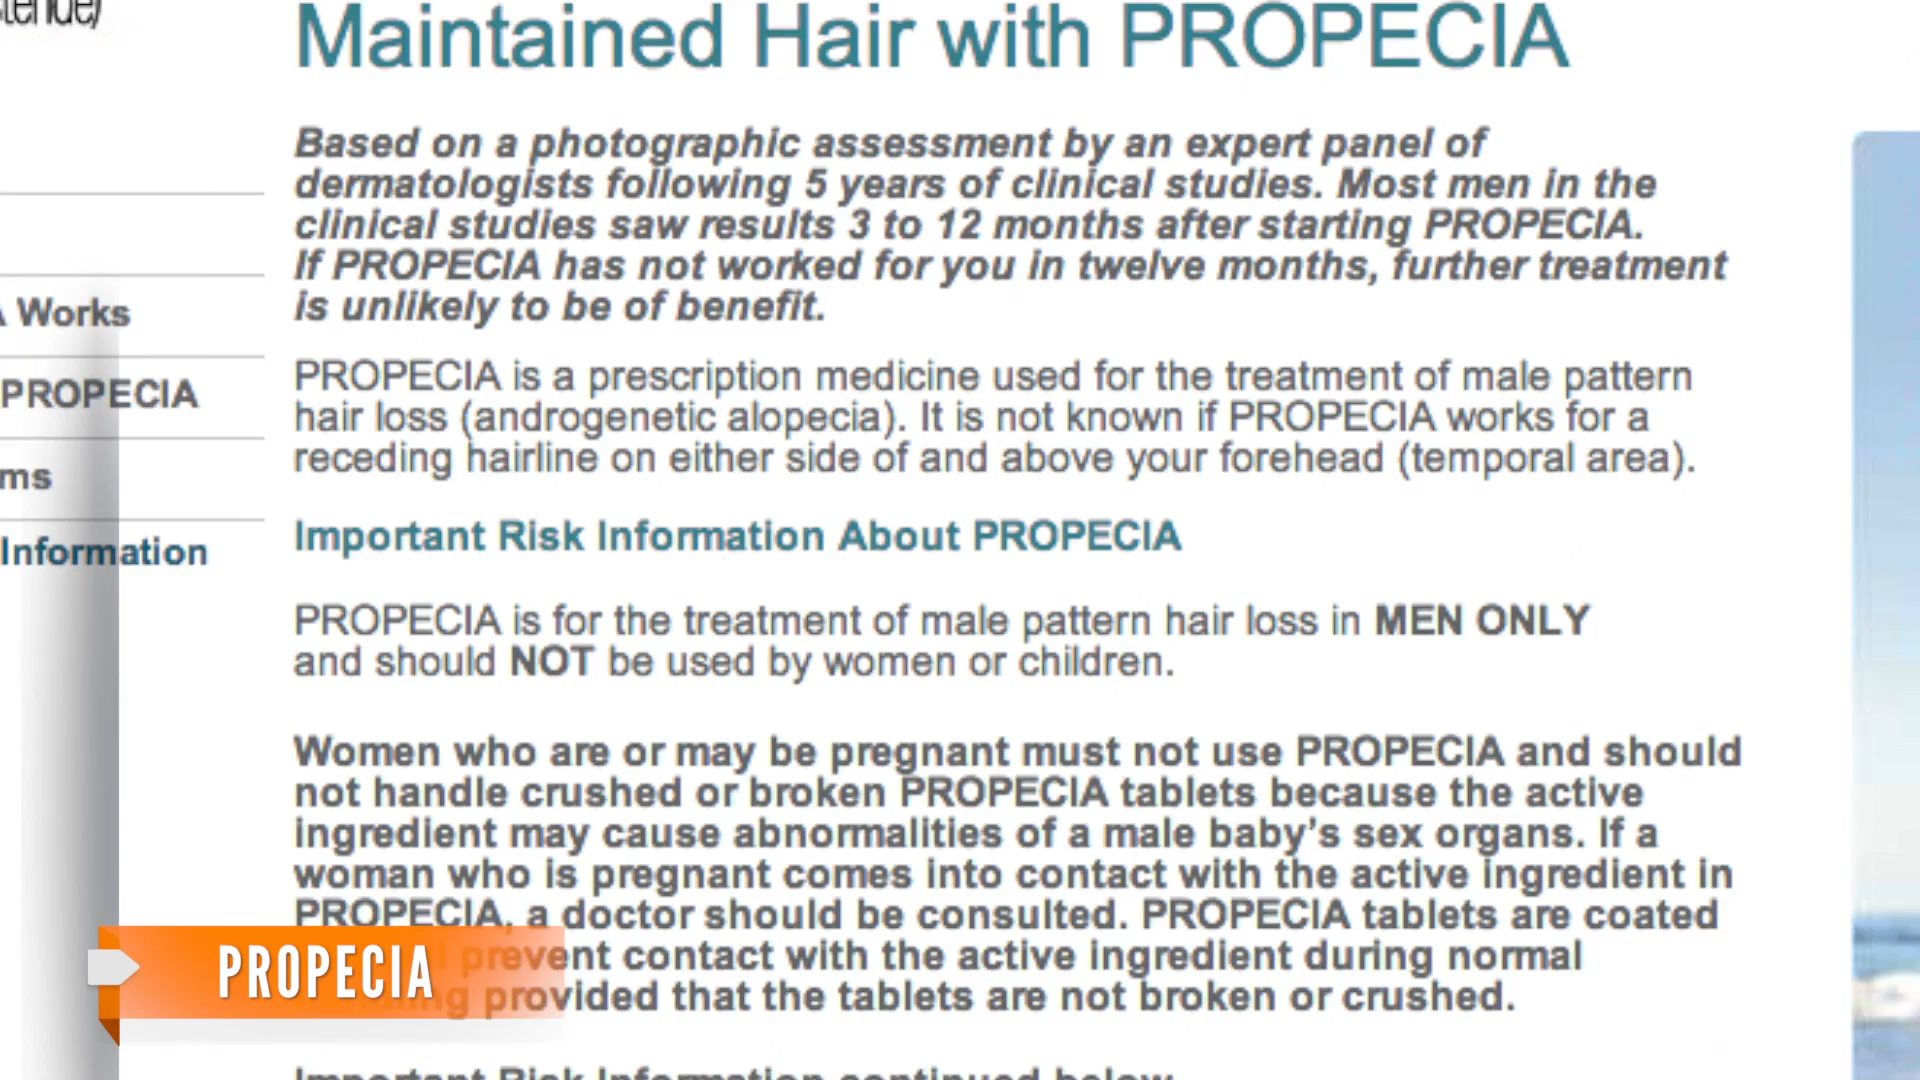 Maintained Hair with PROPECIA
Based on a photographic assessment by an expert panel of
dermatologists following 5 years of clinical studies. Most men in the
clinical studies saw results 3 to 12 months after starting PROPECIA.
If PROPECIA has not worked for you in twelve months, further treatment
is unlikely to be of benefit.
Works
PROPECIA
Information
PROPECIA is a prescription medicine used for the treatment of male pattern
hair loss (androgenetic alopecia). It is not known if PROPECIA works for a
receding hairline on either side of and above your forehead (temporal area).
Important Risk Information About PROPECIA
PROPECIA is for the treatment of male pattern hair loss in MEN ONLY
and should NOT be used by women or children.
Women who are or may be pregnant must not use PROPECIA and should
not handle crushed or broken PROPECIA tablets because the active
ingredient may cause abnormalities of a male baby's sex organs. If a
woman who is pregnant comes into contact with the active ingredient in
PROPECIA, a doctor should be consulted. PROPECIA tablets are coated
prevent contact with the active ingredient during normal
provided that the tablets are not broken or crushed.
Important Risk Information continued below
PROPECIA